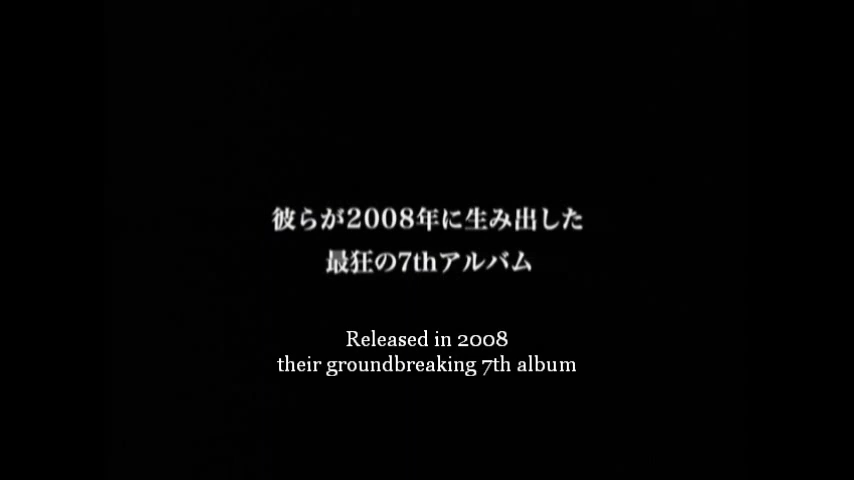 彼らが2008年に生み出した
最狂の7thアルバム
Released in 2008
their groundbreaking 7th album